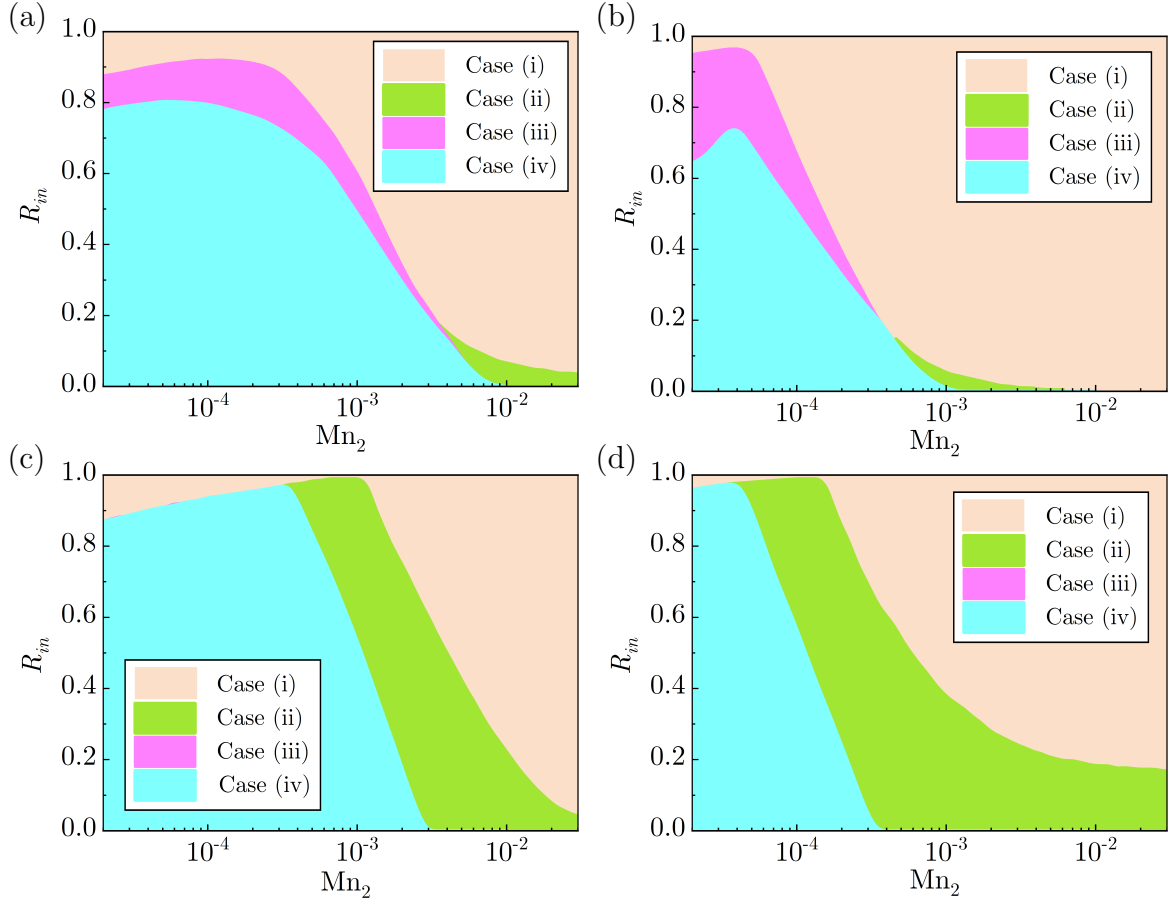 (a)
R_in
1.0
0.8
0.6
0.4
0.2
0.0
Case (i)
Case (ii)
Case (iii)
Case (iv)
10^-4
10^-3
10^-2
Mn_2
(b)
R_in
1.0
0.8
0.6
0.4
0.2
0.0
Case (i)
Case (ii)
Case (iii)
Case (iv)
10^-4
10^-3
10^-2
Mn_2
(c)
R_in
1.0
0.8
0.6
0.4
0.2
0.0
Case (i)
Case (ii)
Case (iii)
Case (iv)
10^-4
10^-3
10^-2
Mn_2
(d)
R_in
1.0
0.8
0.6
0.4
0.2
0.0
Case (i)
Case (ii)
Case (iii)
Case (iv)
10^-4
10^-3
10^-2
Mn_2